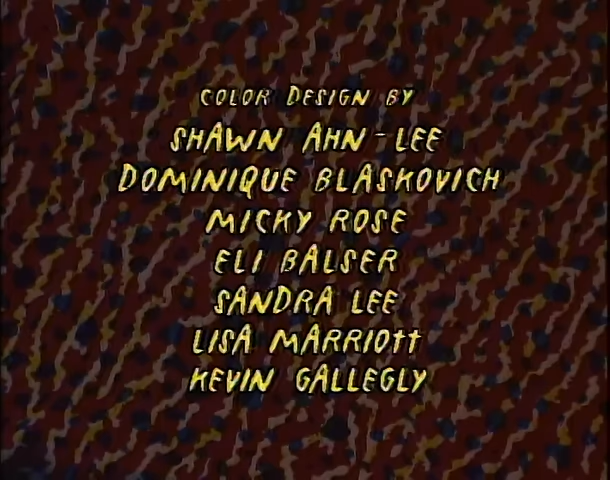 COLOR DESIGN BY
SHAWN AHN-LEE
DOMINIQUE BLASKOVICH
MICKY ROSE
ELI BALSER
SANDRA LEE
LISA MARRIOtt
KEVIN GALLEGLY